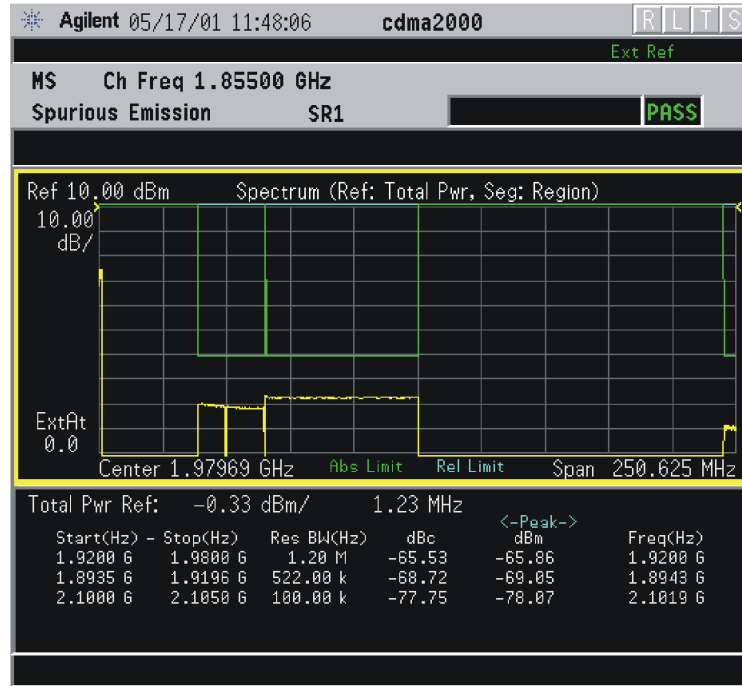 Agilent 05/17/01 11:48:06 cdma2000 R L T S
Ext Ref
MS Ch Freq 1.85500 GHz
Spurious Emission SR1 PASS
Ref 10.00 dBm Spectrum (Ref: Total Pwr, Seg: Region)
10.00
dB/
ExtAt
0.0
Center 1.97969 GHz Abs Limit Rel Limit Span 250.625 MHz
Total Pwr Ref: -0.33 dBm/ 1.23 MHz
<-Peak->
Start(Hz) - Stop(Hz) Res BW(Hz) dBc dBm Freq(Hz)
1.9200 G 1.9800 G 1.20 M -65.53 -65.86 1.9200 G
1.8935 G 1.9196 G 522.00 k -68.72 -69.05 1.8943 G
2.1000 G 2.1050 G 100.00 k -77.75 -78.07 2.1019 G